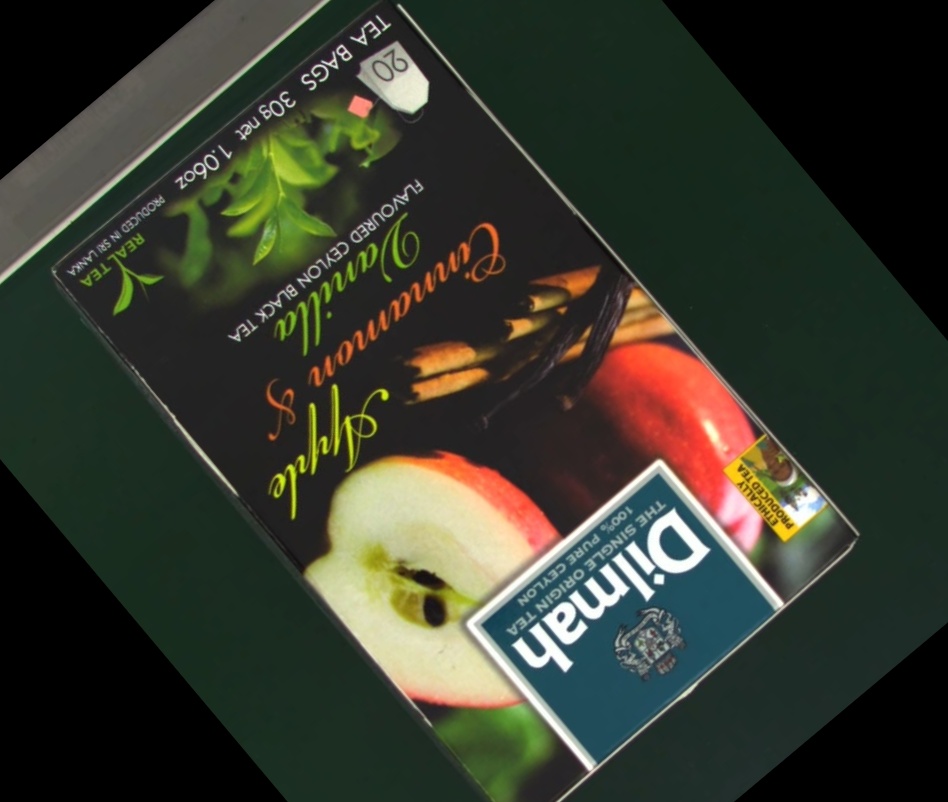 Dilmah
THE SINGLE ORIGIN TEA
100% PURE CEYLON
ETHICALLY
PRODUCED TEA
Apple
Cinnamon &
Vanilla
FLAVOURED CEYLON BLACK TEA
REAL TEA
PRODUCED IN SRI LANKA
20
TEA BAGS 30g net 1.06oz